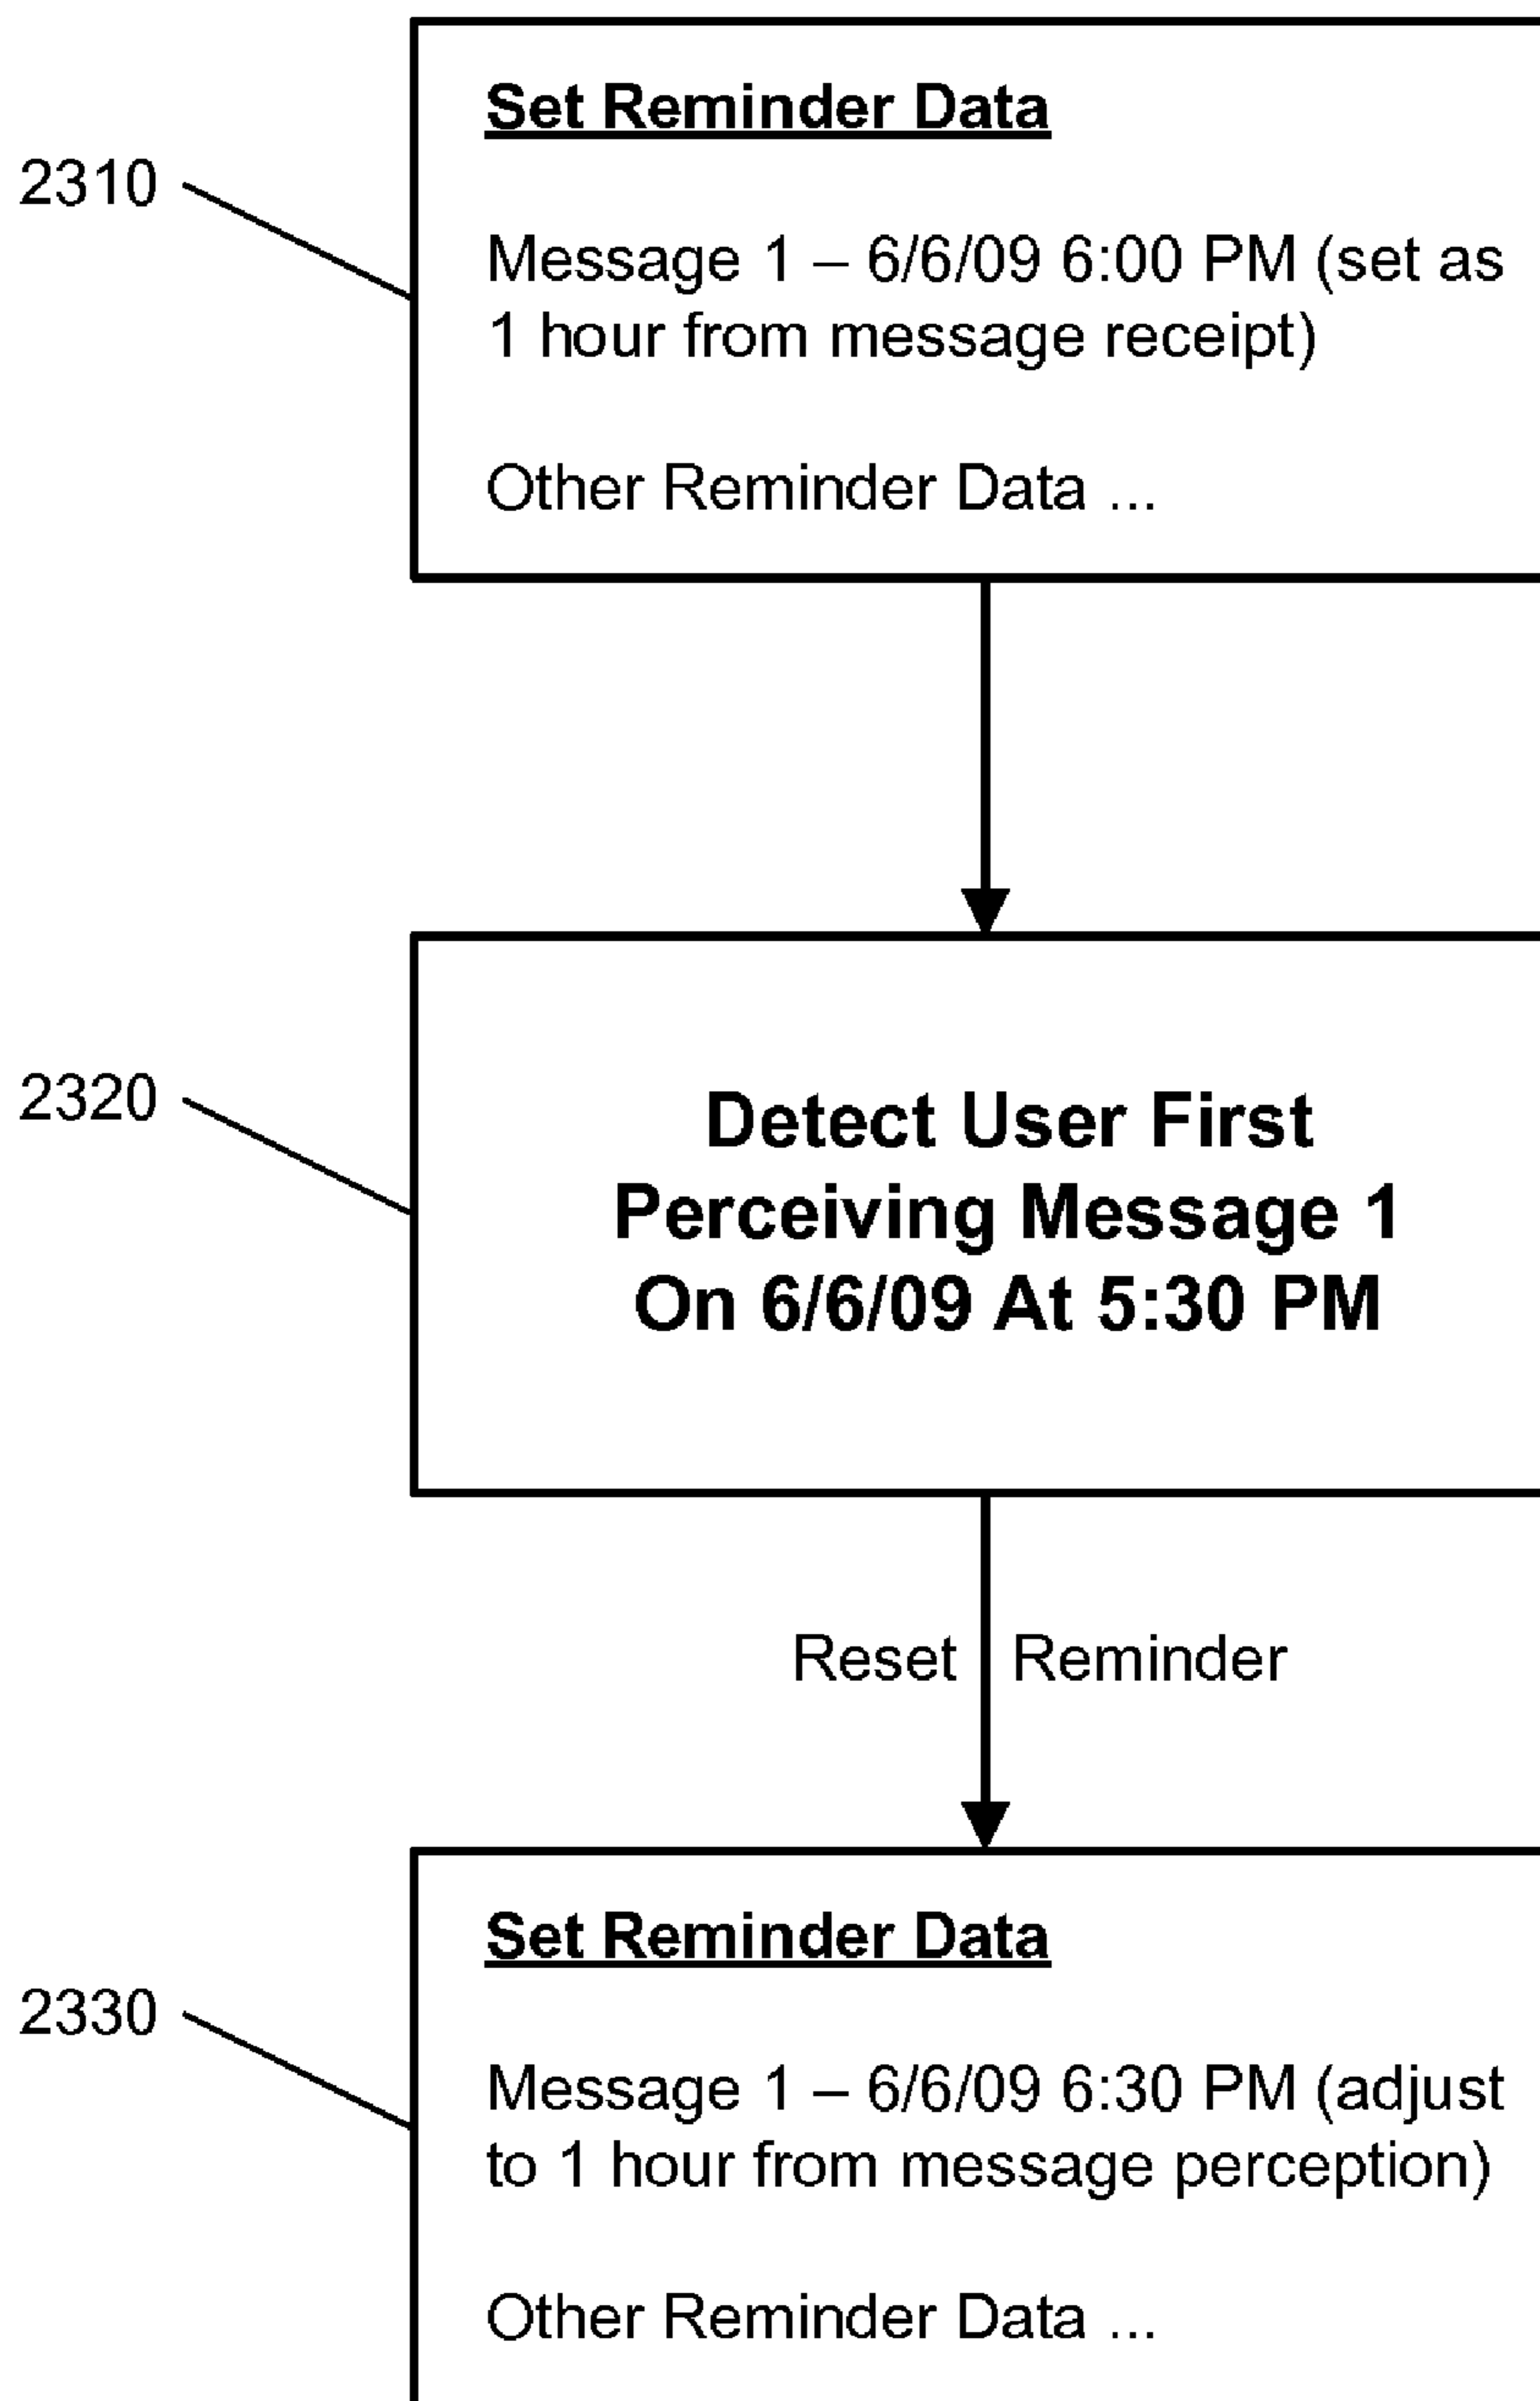 Set Reminder Data
2310
Message 1 – 6/6/09 6:00 PM (set as
1 hour from message receipt)
Other Reminder Data ...
2320
Detect User First
Perceiving Message 1
On 6/6/09 At 5:30 PM
Reset Reminder
Set Reminder Data
2330
Message 1 – 6/6/09 6:30 PM (adjust
to 1 hour from message perception)
Other Reminder Data ...